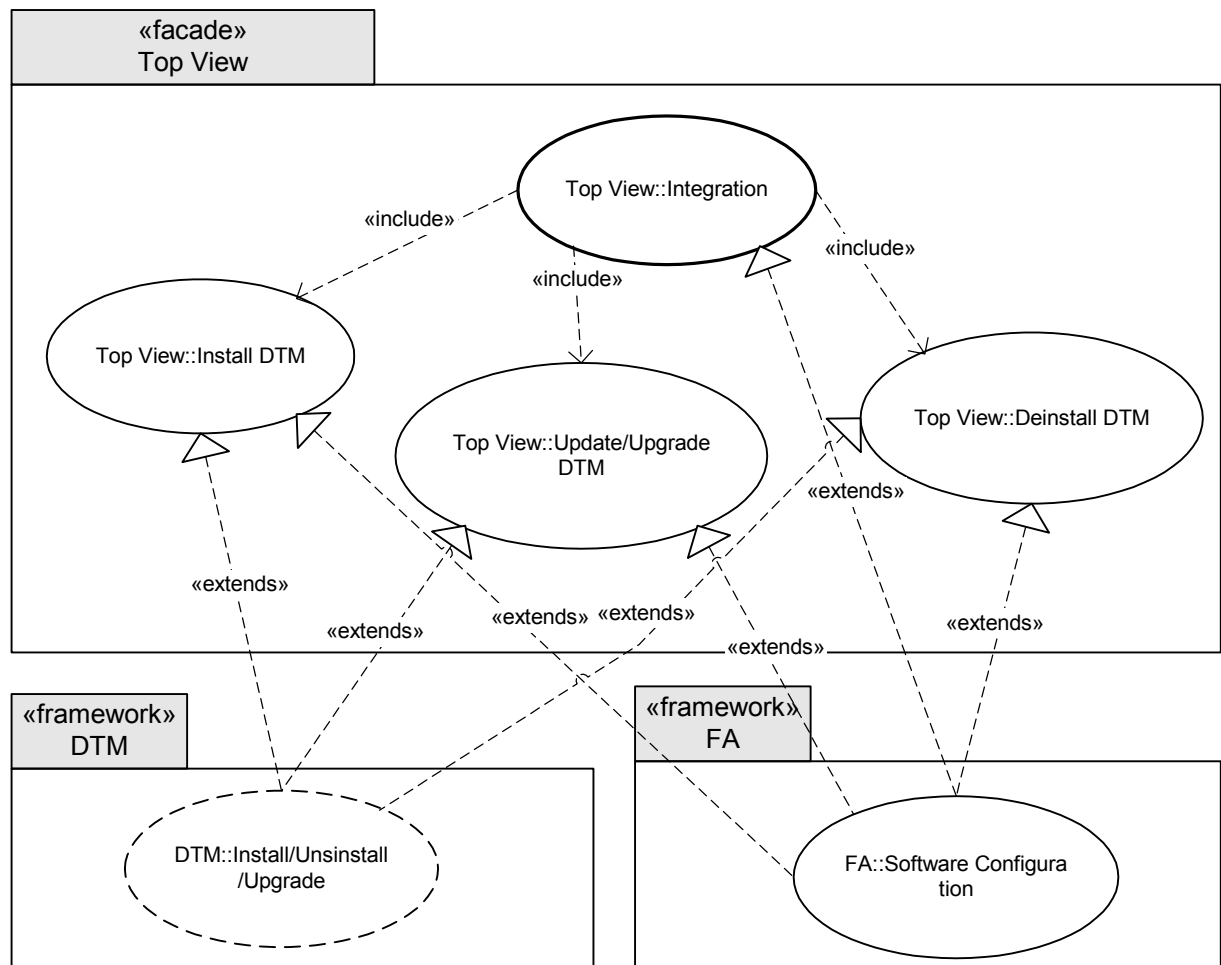 «facade»
Top View
Top View::Integration
«include»
«include»
«include»
Top View::Install DTM
Top View::Update/Upgrade
DTM
Top View::Deinstall DTM
«extends»
«extends»
«extends»
«extends»
«extends»
«extends»
«extends»
«framework»
DTM
«framework»
FA
DTM::Install/Unsinstall
/Upgrade
FA::Software Configura
tion